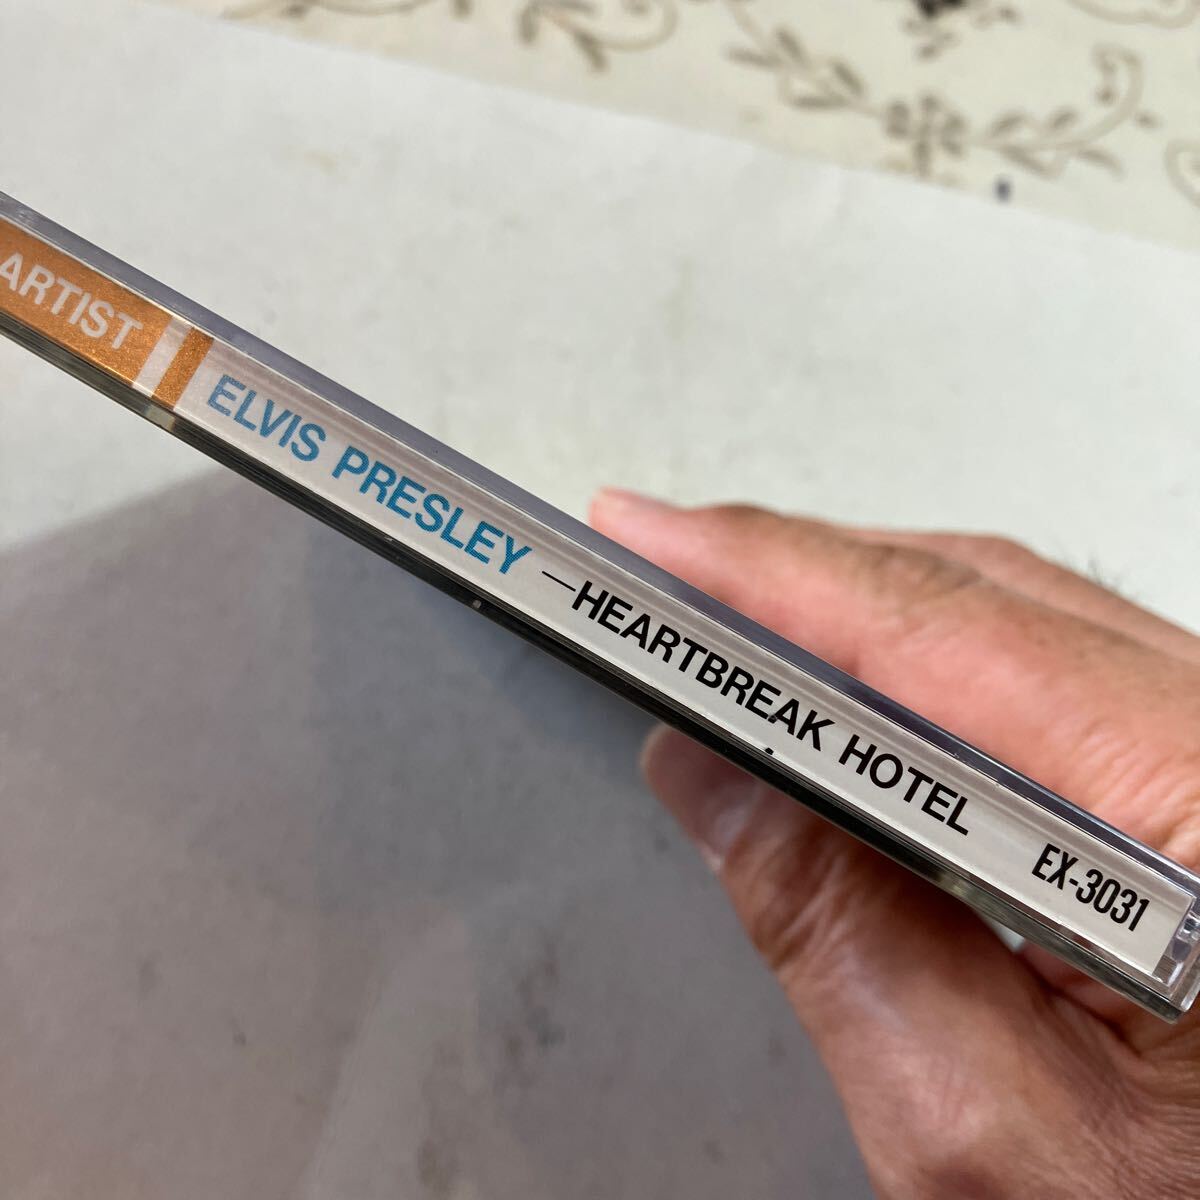 ARTIST ELVIS PRESLEY —HEARTBREAK HOTEL EX-3031